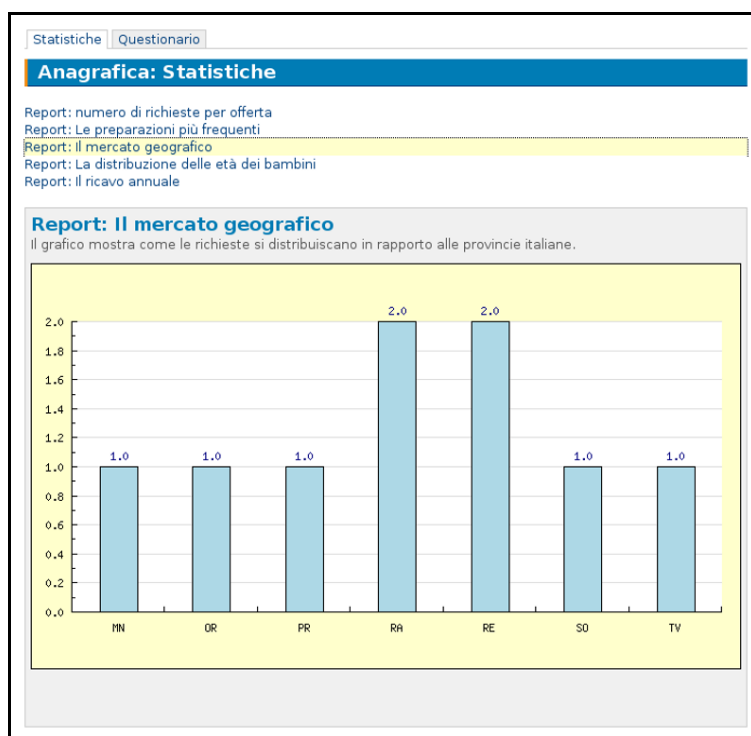 Statistiche Questionario
Anagrafica: Statistiche
Report: numero di richieste per offerta
Report: Le preparazioni più frequenti
Report: Il mercato geografico
Report: La distribuzione delle età dei bambini
Report: Il ricavo annuale
Report: Il mercato geografico
Il grafico mostra come le richieste si distribuiscano in rapporto alle provincie italiane.
2.0 2.0
2.0
1.8
1.6
1.4
1.2
1.0 1.0 1.0 1.0 1.0
1.0
0.8
0.6
0.4
0.2
0.0
MN OR PR RA RE SO TV